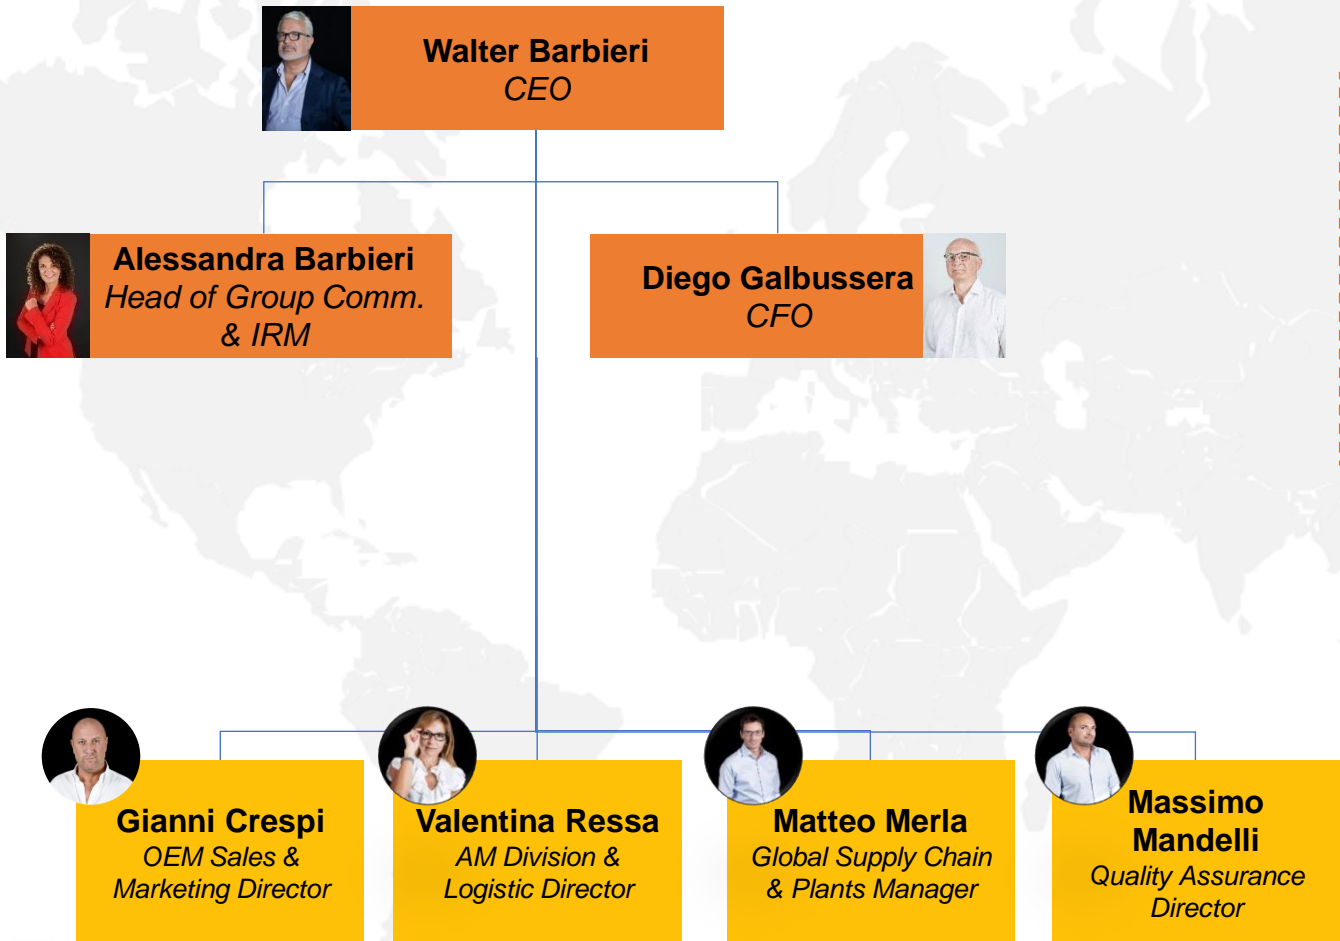 Walter Barbieri
CEO
Alessandra Barbieri
Head of Group Comm.
& IRM
Diego Galbussera
CFO
Gianni Crespi
OEM Sales &
Marketing Director
Valentina Ressa
AM Division &
Logistic Director
Matteo Merla
Global Supply Chain
& Plants Manager
Massimo
Mandelli
Quality Assurance
Director